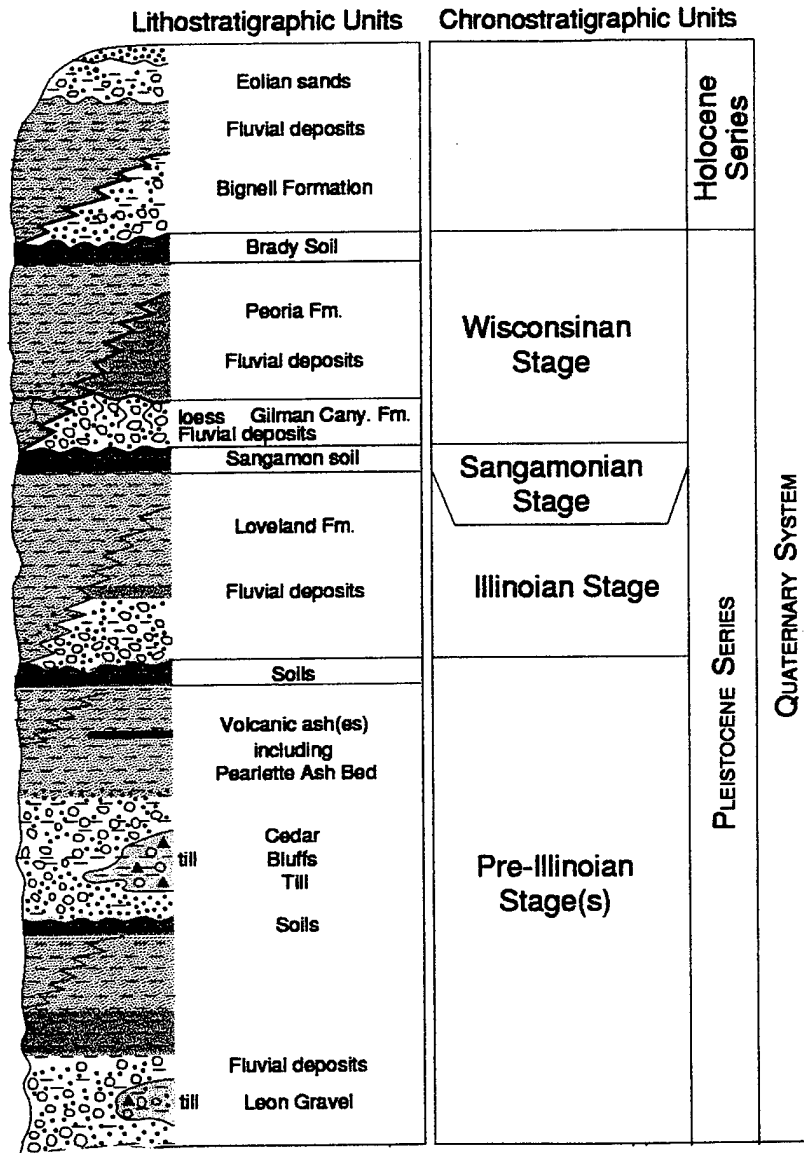 Lithostratigraphic Units
Chronostratigraphic Units
Eolian sands
Fluvial deposits
Bignell Formation
Brady Soil
Peoria Fm.
Fluvial deposits
loess Gilman Cany. Fm.
Fluvial deposits
Sangamon soil
Loveland Fm.
Fluvial deposits
Soils
Volcanic ash(es)
including
Pearlette Ash Bed
Cedar
till Bluffs
Till
Soils
Fluvial deposits
till Leon Gravel
Wisconsinan
Stage
Sangamonian
Stage
Illinoian Stage
Pre-Illinoian
Stage(s)
Holocene
Series
PLEISTOCENE SERIES
QUATERNARY SYSTEM